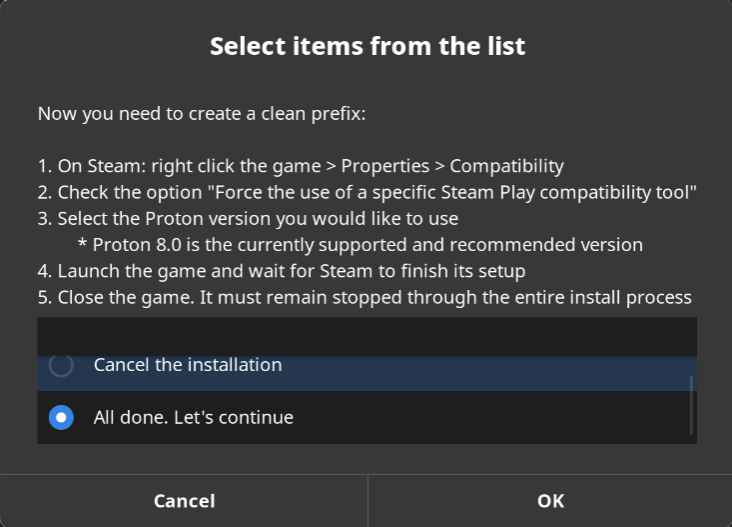 Select items from the list
Now you need to create a clean prefix:
1. On Steam: right click the game > Properties > Compatibility
2. Check the option "Force the use of a specific Steam Play compatibility tool"
3. Select the Proton version you would like to use
* Proton 8.0 is the currently supported and recommended version
4. Launch the game and wait for Steam to finish its setup
5. Close the game. It must remain stopped through the entire install process
Cancel the installation
All done. Let's continue
Cancel
OK